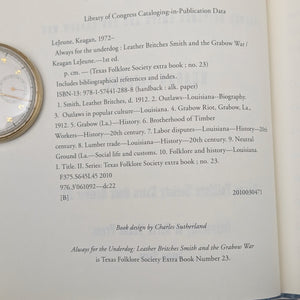 Library of Congress Cataloging-in-Publication Data
LeJeune, Keagan, 1972–
Always for the underdog : Leather Britches Smith and the Grabow War /
Keagan LeJeune.—1st ed.
p. cm. — (Texas Folklore Society extra book ; no. 23)
Includes bibliographical references and index.
ISBN-13: 978-1-57441-288-8 (hardback : alk. paper)
1. Smith, Leather Britches, d. 1912. 2. Outlaws—Louisiana—Biography.
3. Outlaws in popular culture—Louisiana. 4. Grabow Riot, Grabow, La.,
1912. 5. Grabow (La.)—History. 6. Brotherhood of Timber
Workers—History—20th century. 7. Labor disputes—Louisiana—History—20th
century. 8. Lumber trade—Louisiana—History—20th century. 9. Neutral
Ground (La.—Social life and customs. 10. Folklore and history—Louisiana.
I. Title. II. Series: Texas Folklore Society extra book ; no. 23.
F375.S645L45 2010
976.3'061092—dc22
[B]
2010030471
Book design by Charles Sutherland
Always for the Underdog: Leather Britches Smith and the Grabow War
is Texas Folklore Society Extra Book Number 23.